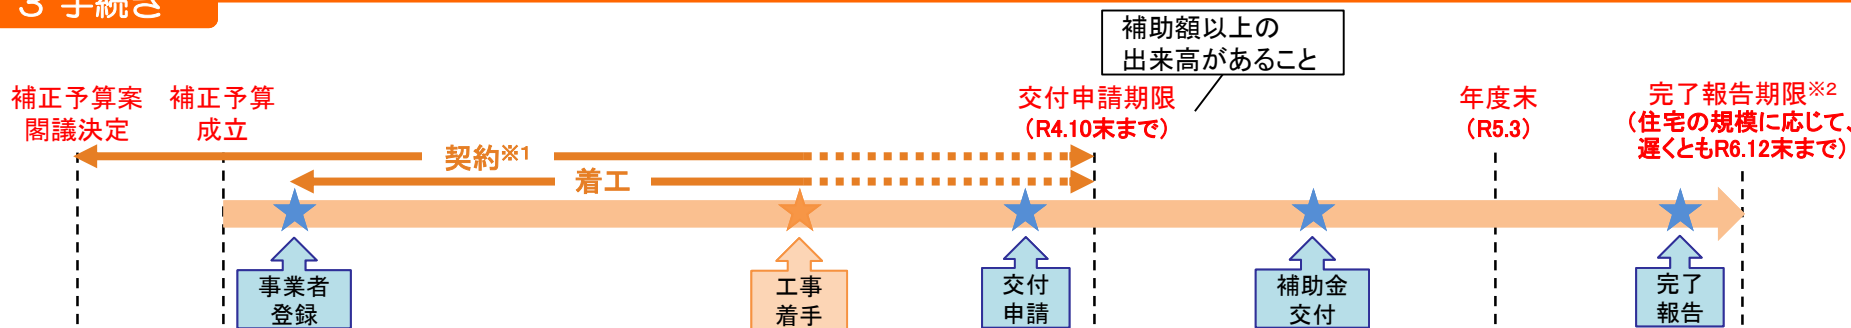 3 手続き
補助額以上の
出来高があること
補正予算案
閣議決定
補正予算
成立
交付申請期限
（R4.10末まで）
年度末
（R5.3）
完了報告期限※2
（住宅の規模に応じて、
遅くともR6.12末まで）
契約※1
着工
事業者
登録
工事
着手
交付
申請
補助金
交付
完了
報告